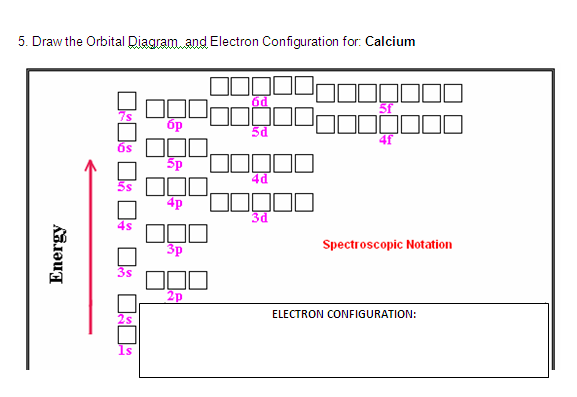 5. Draw the Orbital Diagram and Electron Configuration for: Calcium
6d
5f
7s
6p
5d
4f
6s
5p
4d
5s
4p
3d
4s
3p
Spectroscopic Notation
Energy
3s
2p
ELECTRON CONFIGURATION:
2s
1s